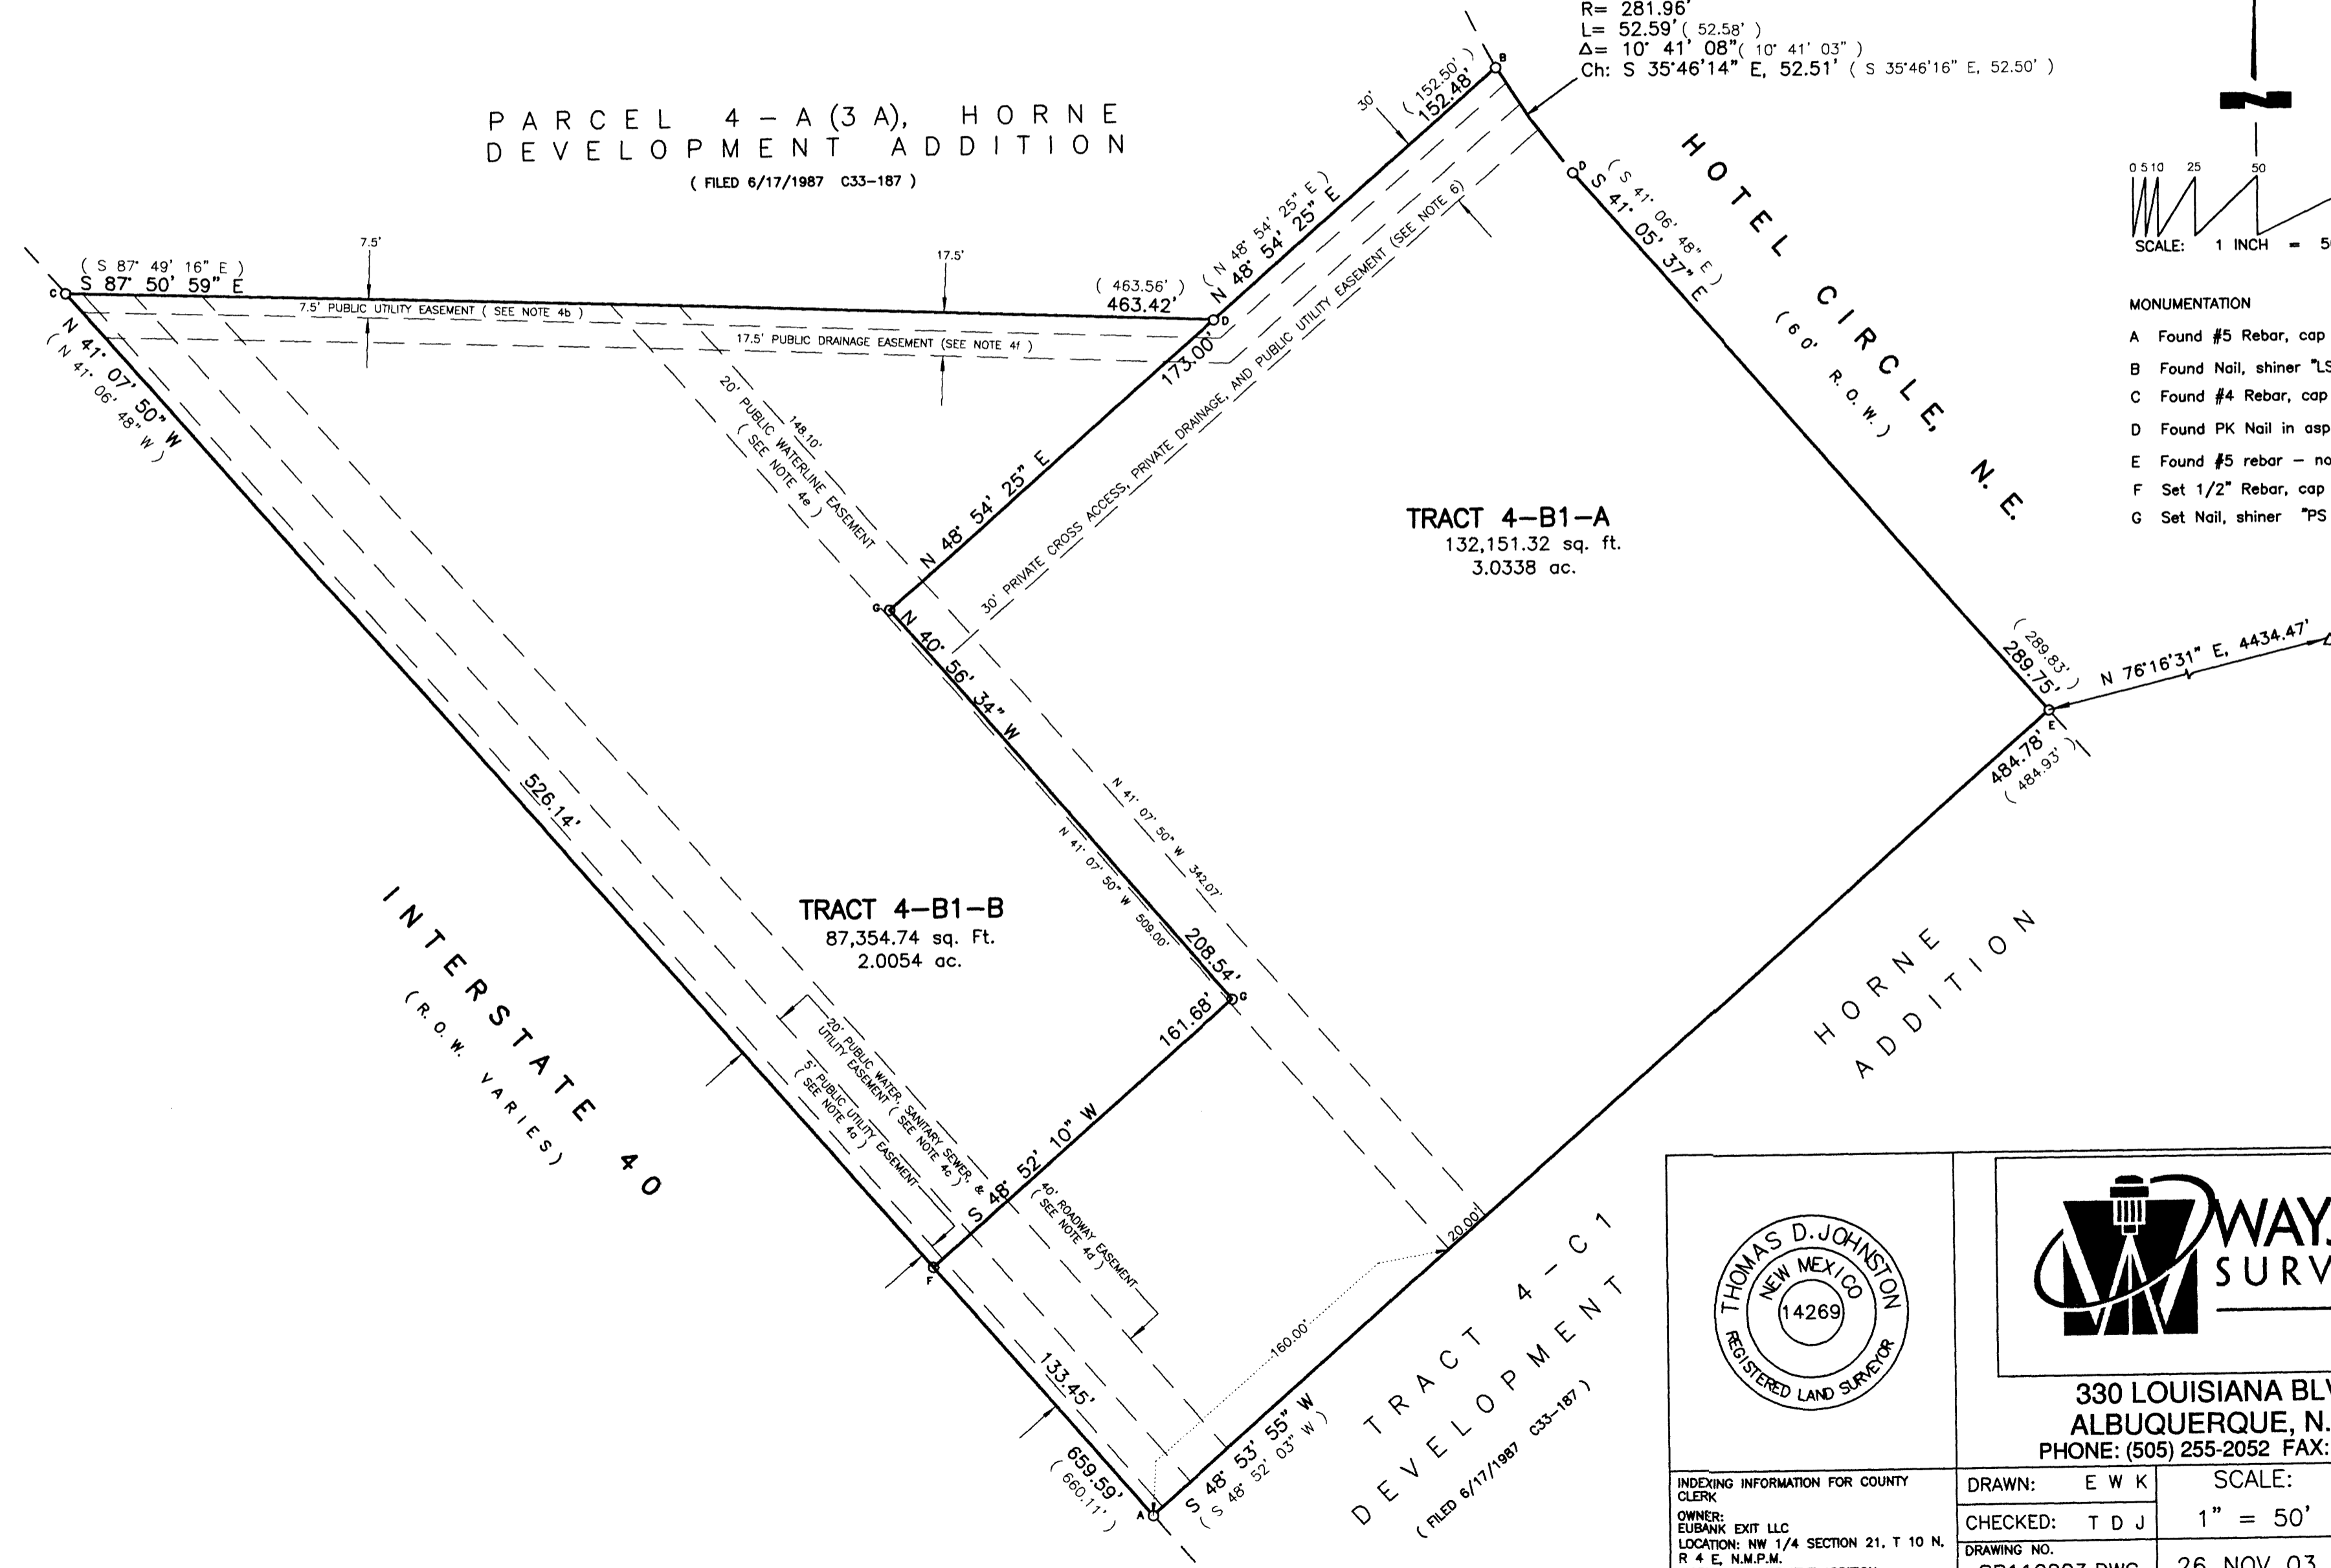 R= 281.96'
L= 52.59' ( 52.58' )
Δ= 10° 41' 08" ( 10° 41' 03" )
Ch: S 35°46'14" E, 52.51' ( S 35°46'16" E, 52.50' )
PARCEL 4 – A (3 A), HORNE
DEVELOPMENT ADDITION
( FILED 6/17/1987 C33–187 )
B
( 152.50' )
152.48'
30'
N
0 5 10 25 50
SCALE: 1 INCH =
HOTEL CIRCLE, N. E.
( 60' R. O. W. )
( S 41° 06' 48" E )
S 41° 05' 37" E
D
( N 48° 54' 25" E )
N 48° 54' 25" E
30' PRIVATE CROSS ACCESS, PRIVATE DRAINAGE, AND PUBLIC UTILITY EASEMENT (SEE NOTE 6)
7.5'
17.5'
( S 87° 49' 16" E )
S 87° 50' 59" E
C
( 463.56' )
463.42'
D
7.5' PUBLIC UTILITY EASEMENT ( SEE NOTE 4b )
17.5' PUBLIC DRAINAGE EASEMENT (SEE NOTE 4f )
N 41° 07' 50" W
( N 41° 06' 48" W )
173.00'
N 48° 54' 25" E
148.10'
20' PUBLIC WATERLINE EASEMENT
( SEE NOTE 4e )
MONUMENTATION
A Found #5 Rebar, cap
B Found Nail, shiner
C Found #4 Rebar, cap
D Found PK Nail in
E Found #5 rebar –
F Set 1/2" Rebar, cap
G Set Nail, shiner "PS
TRACT 4–B1–A
132,151.32 sq. ft.
3.0338 ac.
G
N 40° 56' 34" W
( 289.83' )
289.75'
N 76°16'31" E, 4434.47'
E
484.78'
( 484.93' )
526.14'
N 41° 07' 50" W 342.07'
N 41° 07' 50" W 509.00'
208.54'
G
161.68'
TRACT 4–B1–B
87,354.74 sq. Ft.
2.0054 ac.
INTERSTATE 40
( R. O. W. VARIES)
HORNE
ADDITION
20' PUBLIC WATER, SANITARY SEWER, &
UTILITY EASEMENT ( SEE NOTE 4c )
5' PUBLIC UTILITY EASEMENT
( SEE NOTE 4a )
S 48° 52' 10" W
40' ROADWAY EASEMENT
( SEE NOTE 4d )
F
20.00'
160.00'
133.45'
659.59'
( 660.11' )
A
S 48° 53' 55" W
( S 48° 52' 03" W )
TRACT 4 – C1
DEVELOPMENT
( FILED 6/17/1987 C33–187 )
THOMAS D. JOHNSTON
NEW MEXICO
14269
REGISTERED LAND SURVEYOR
330 LOUISIANA
ALBUQUERQUE, N.
PHONE: (505) 255-2052 FAX:
INDEXING INFORMATION FOR COUNTY
CLERK
OWNER:
EUBANK EXIT LLC
LOCATION: NW 1/4 SECTION 21, T 10 N,
R 4 E, N.M.P.M.
DRAWN: E W K
CHECKED: T D J
DRAWING NO.
SCALE:
1" = 50'
26 NOV 03